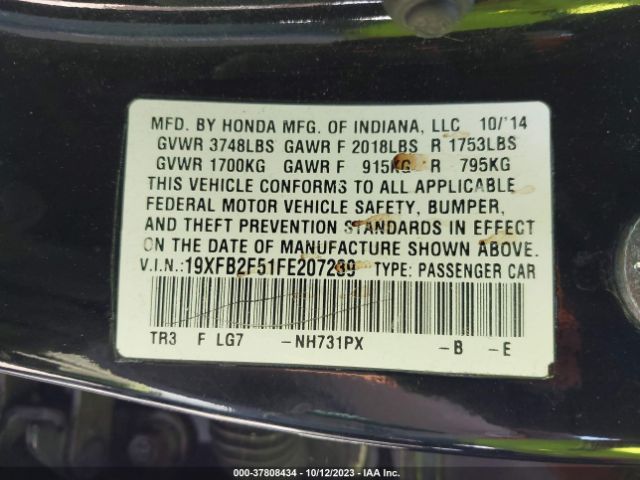 MFD. BY HONDA MFG. OF INDIANA, LLC 10/'14
GVWR 3748LBS GAWR F 2018LBS R 1753LBS
GVWR 1700KG GAWR F 915KG R 795KG
THIS VEHICLE CONFORMS TO ALL APPLICABLE
FEDERAL MOTOR VEHICLE SAFETY, BUMPER,
AND THEFT PREVENTION STANDARDS IN EFFECT
ON THE DATE OF MANUFACTURE SHOWN ABOVE.
V.I.N.:19XFB2F51FE207289 TYPE: PASSENGER CAR
TR3 F LG7 -NH731PX -B -E
000-37808434 - 10/12/2023 - IAA Inc.